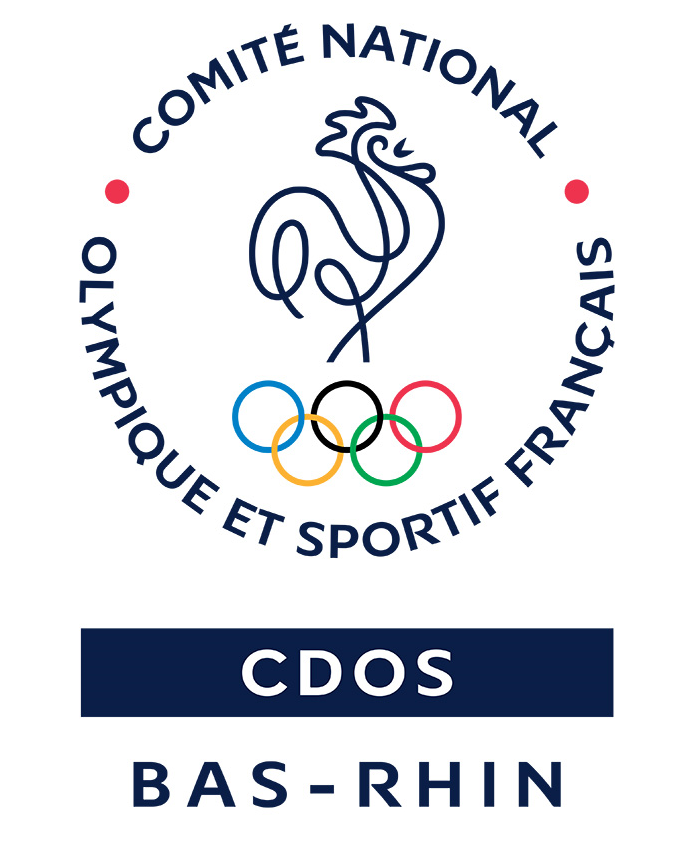 COMITÉ NATIONAL
OLYMPIQUE ET SPORTIF FRANÇAIS
CDOS
BAS-RHIN